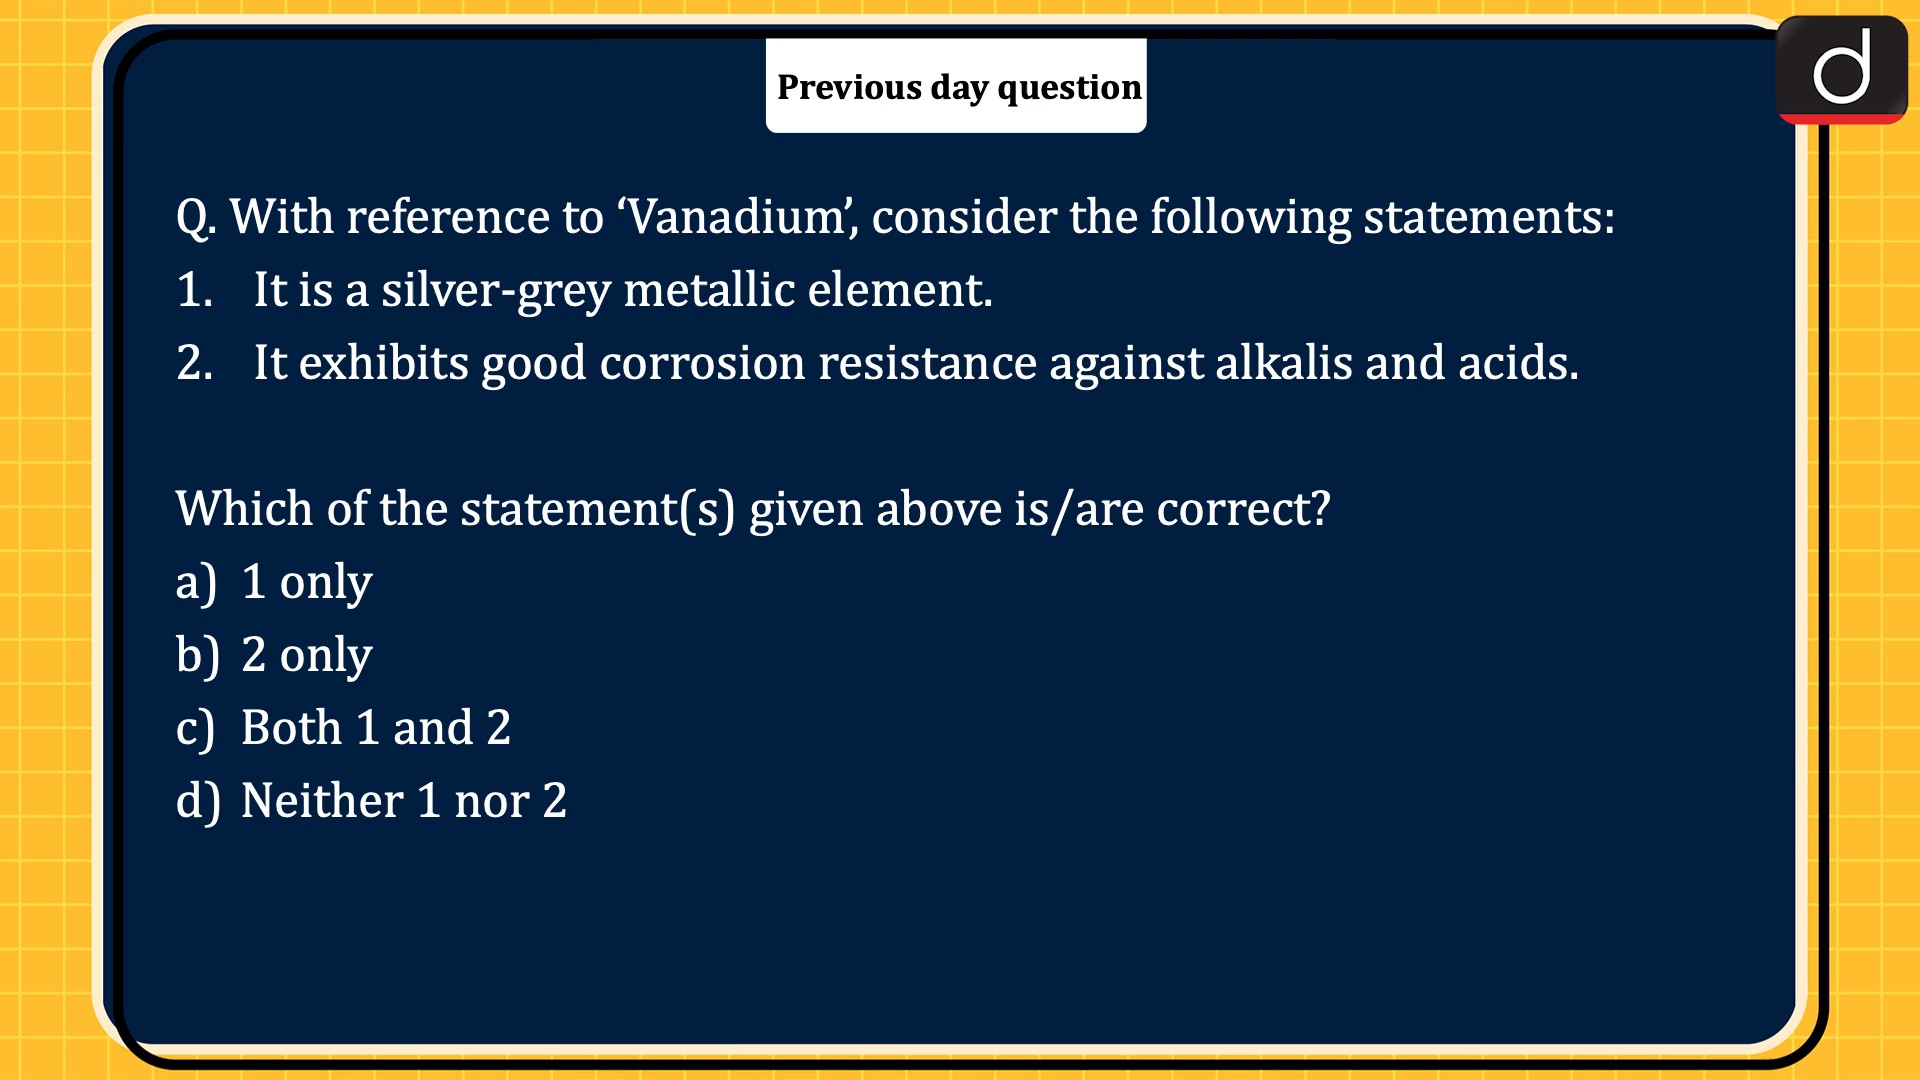 Previous day question
d
Q. With reference to ‘Vanadium’, consider the following statements:
1. It is a silver-grey metallic element.
2. It exhibits good corrosion resistance against alkalis and acids.
Which of the statement(s) given above is/are correct?
a) 1 only
b) 2 only
c) Both 1 and 2
d) Neither 1 nor 2